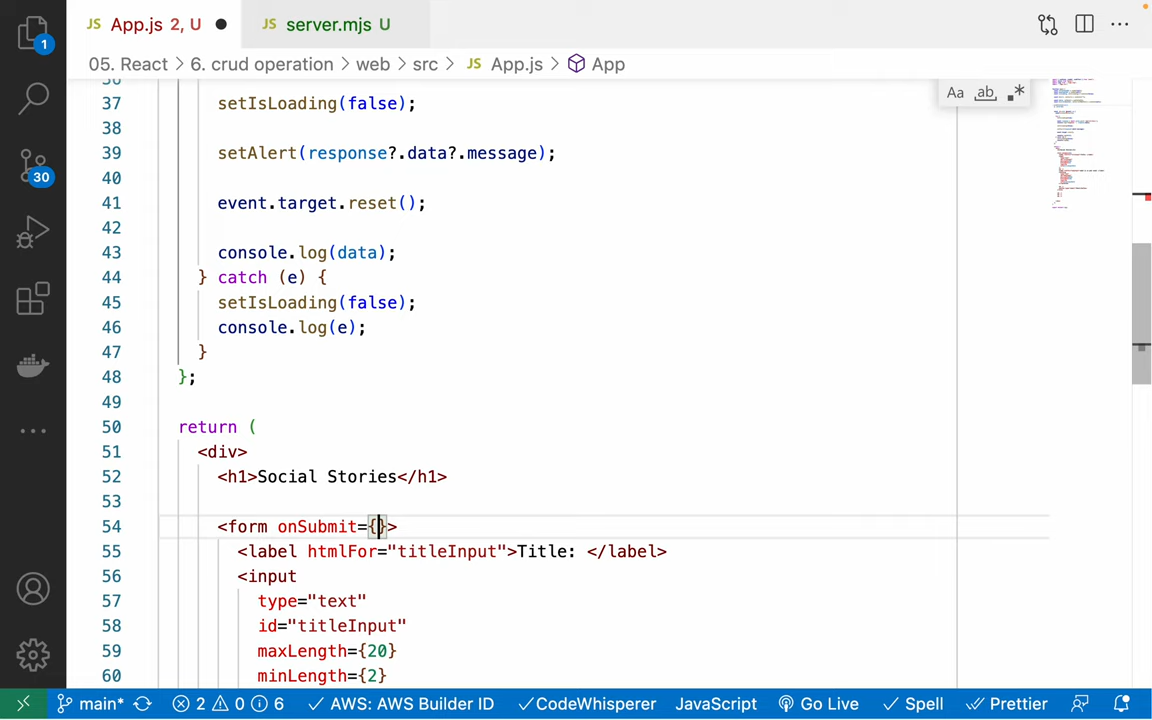 JS App.js 2, U ●
JS server.mjs U
05. React > 6. crud operation > web > src > JS App.js > App
Aa ab .*
1
30
37 setIsLoading(false);
38
39 setAlert(response?.data?.message);
40
41 event.target.reset();
42
43 console.log(data);
44 } catch (e) {
45 setIsLoading(false);
46 console.log(e);
47 }
48 };
49
50 return (
51 <div>
52 <h1>Social Stories</h1>
53
54 <form onSubmit={}>
55 <label htmlFor="titleInput">Title: </label>
56 <input
57 type="text"
58 id="titleInput"
59 maxLength={20}
60 minLength={2}
main* 2 0 6 AWS: AWS Builder ID CodeWhisperer JavaScript Go Live Spell Prettier